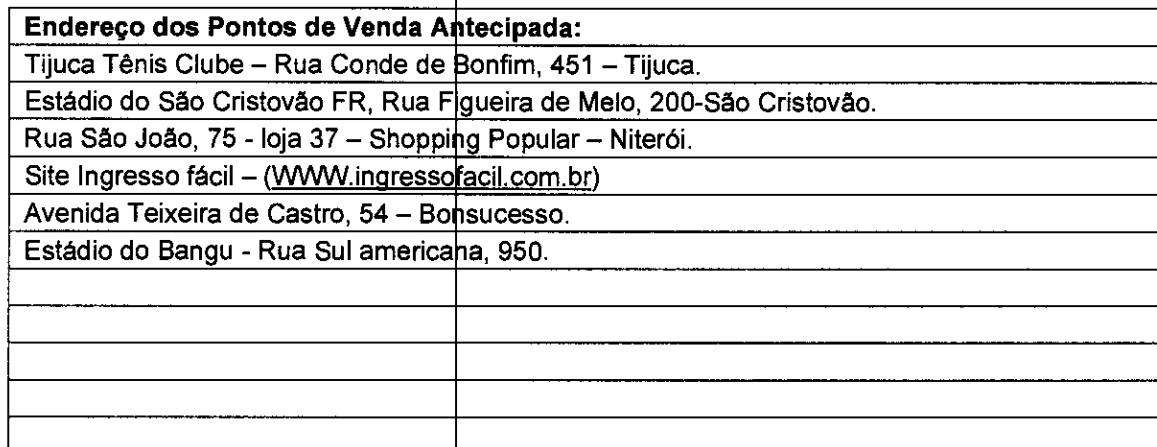 Endereço dos Pontos de Venda Antecipada:
Tijuca Tênis Clube – Rua Conde de Bonfim, 451 – Tijuca.
Estádio do São Cristovão FR, Rua Figueira de Melo, 200-São Cristovão.
Rua São João, 75 - loja 37 – Shopping Popular – Niterói.
Site Ingresso fácil – (WWW.ingressofacil.com.br)
Avenida Teixeira de Castro, 54 – Bonsucesso.
Estádio do Bangu - Rua Sul americana, 950.